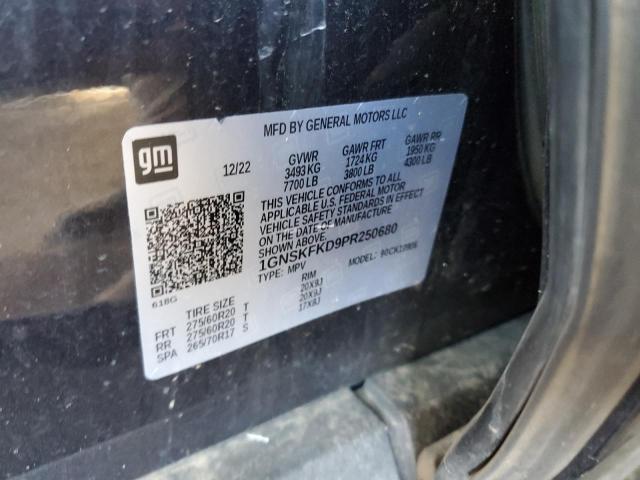 MFD BY GENERAL MOTORS LLC
gm
12/22
GVWR
3493 KG
7700 LB
GAWR FRT
1724 KG
3800 LB
GAWR RR
1950 KG
4300 LB
THIS VEHICLE CONFORMS TO ALL
APPLICABLE U.S. FEDERAL MOTOR
VEHICLE SAFETY STANDARDS IN EFFECT
ON THE DATE OF MANUFACTURE
SHOWN ABOVE.
1GNSKFKD9PR250680
TYPE: MPV
MODEL:
618G
TIRE SIZE RIM
FRT 275/60R20 T 20X9J
RR 275/60R20 T 20X9J
SPA 265/70R17 S 17X8J